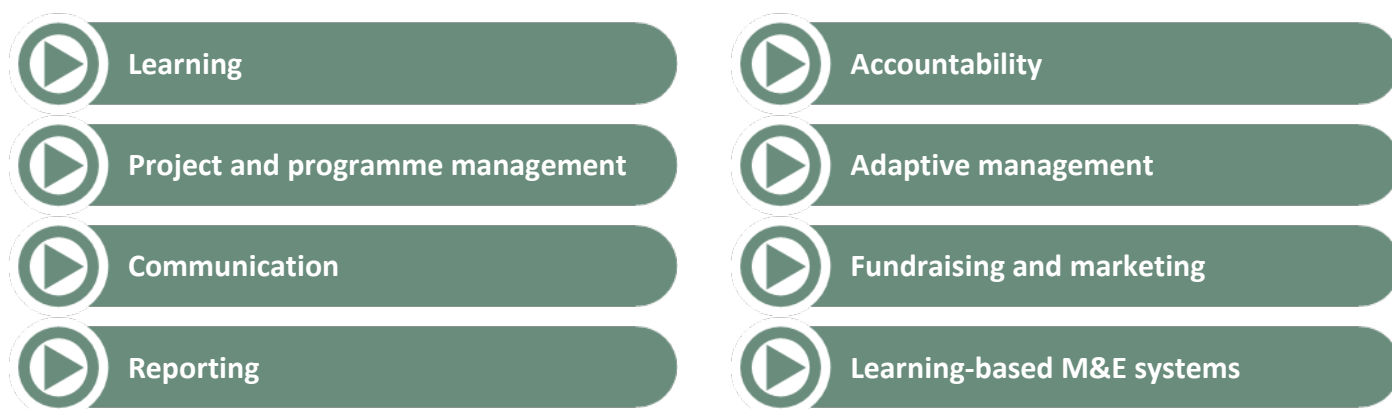 Learning
Project and programme management
Communication
Reporting
Accountability
Adaptive management
Fundraising and marketing
Learning-based M&E systems